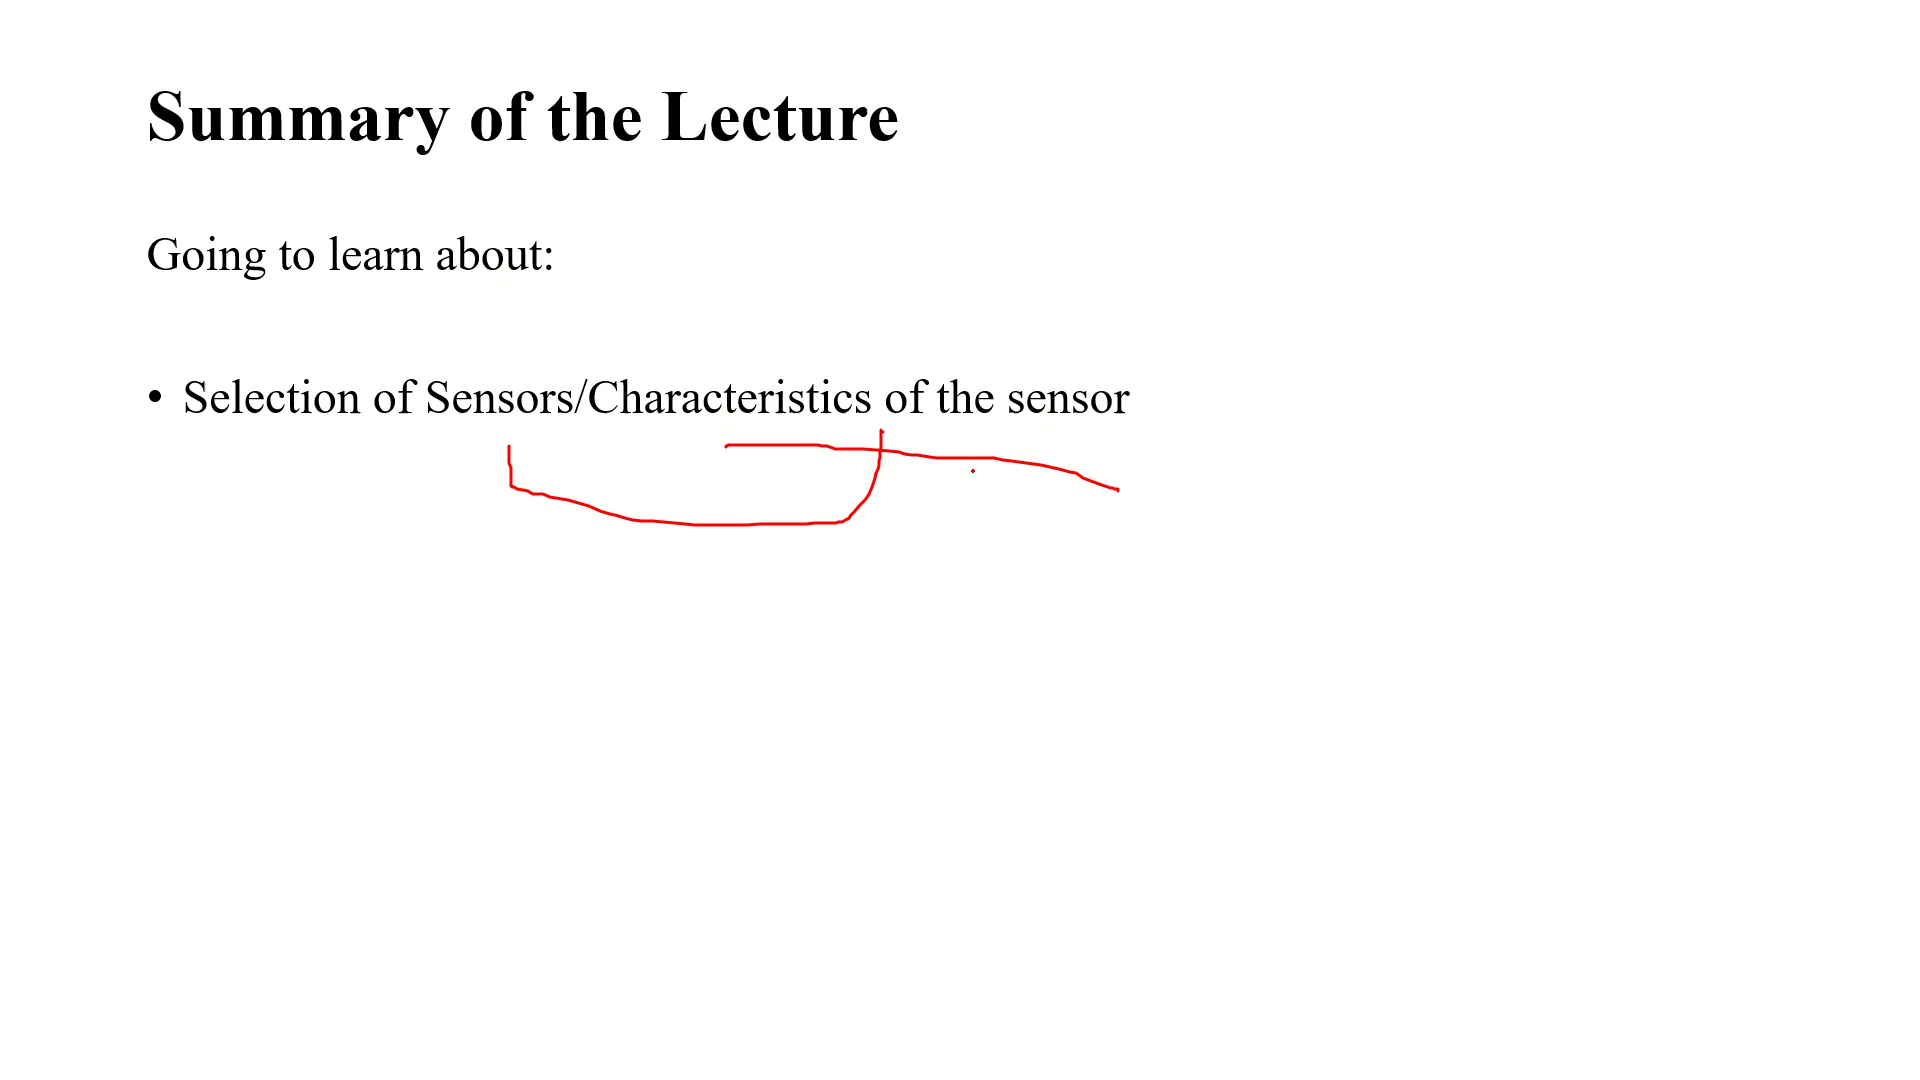 Summary of the Lecture
Going to learn about:
• Selection of Sensors/Characteristics of the sensor